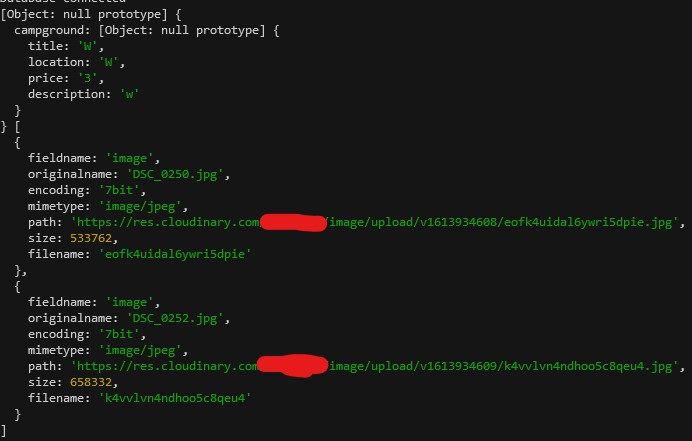 Database connected
[Object: null prototype] {
  campground: [Object: null prototype] {
    title: 'W',
    location: 'W',
    price: '3',
    description: 'w'
  }
} [
  {
    fieldname: 'image',
    originalname: 'DSC_0250.jpg',
    encoding: '7bit',
    mimetype: 'image/jpeg',
    path: 'https://res.cloudinary.com /image/upload/v1613934608/eofk4uidal6ywri5dpie.jpg',
    size: 533762,
    filename: 'eofk4uidal6ywri5dpie'
  },
  {
    fieldname: 'image',
    originalname: 'DSC_0252.jpg',
    encoding: '7bit',
    mimetype: 'image/jpeg',
    path: 'https://res.cloudinary.com image/upload/v1613934609/k4vvlvn4ndhoo5c8qeu4.jpg',
    size: 658332,
    filename: 'k4vvlvn4ndhoo5c8qeu4'
  }
]